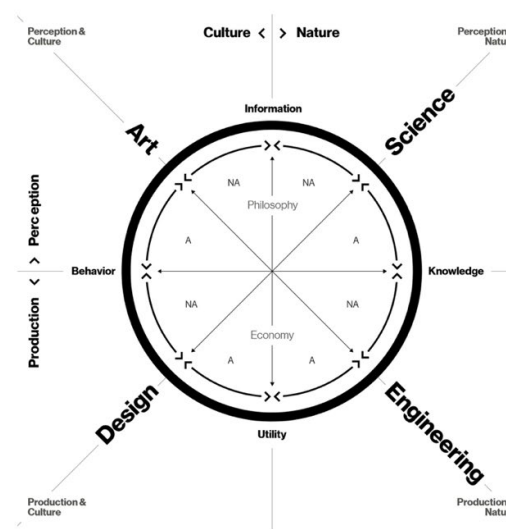 Perception &
Culture
Culture < > Nature
Perception
Natu
Information
Art
Science
NA
NA
Philosophy
A
A
Production < > Perception
Behavior
Knowledge
NA
NA
Economy
A
A
Design
Engineering
Utility
Production &
Culture
Production
Natu